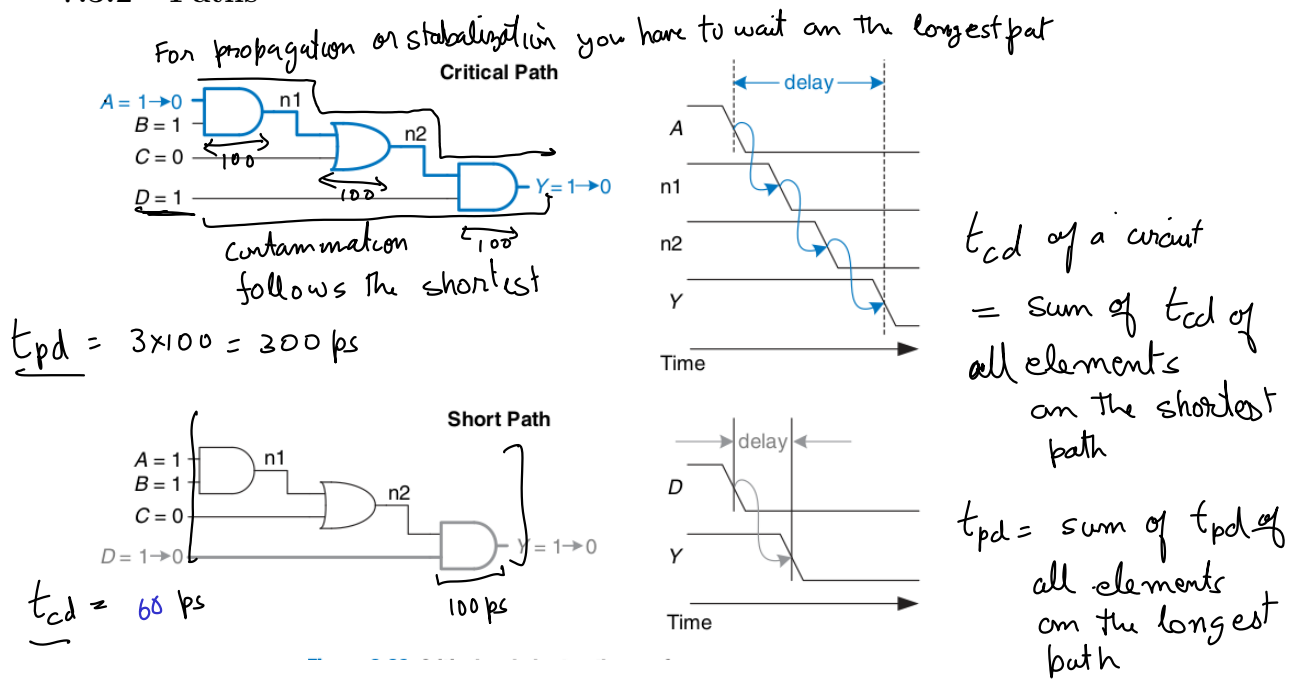 For propagation or stabalization you have to wait on the longest pat
Critical Path
A = 1→0
n1
B = 1
n2
C = 0
100
100
Y = 1→0
D = 1
100
Contammation
follows the shortest
tpd = 3×100 = 300 ps
delay
A
n1
n2
Y
Time
tcd of a circuit
= sum of tcd of
all elements
on the shortest
path
Short Path
A = 1
n1
B = 1
n2
C = 0
D = 1→0
Y = 1→0
tcd = 60 ps
100 ps
delay
D
Y
Time
tpd = sum of tpd of
all elements
on the longest
path